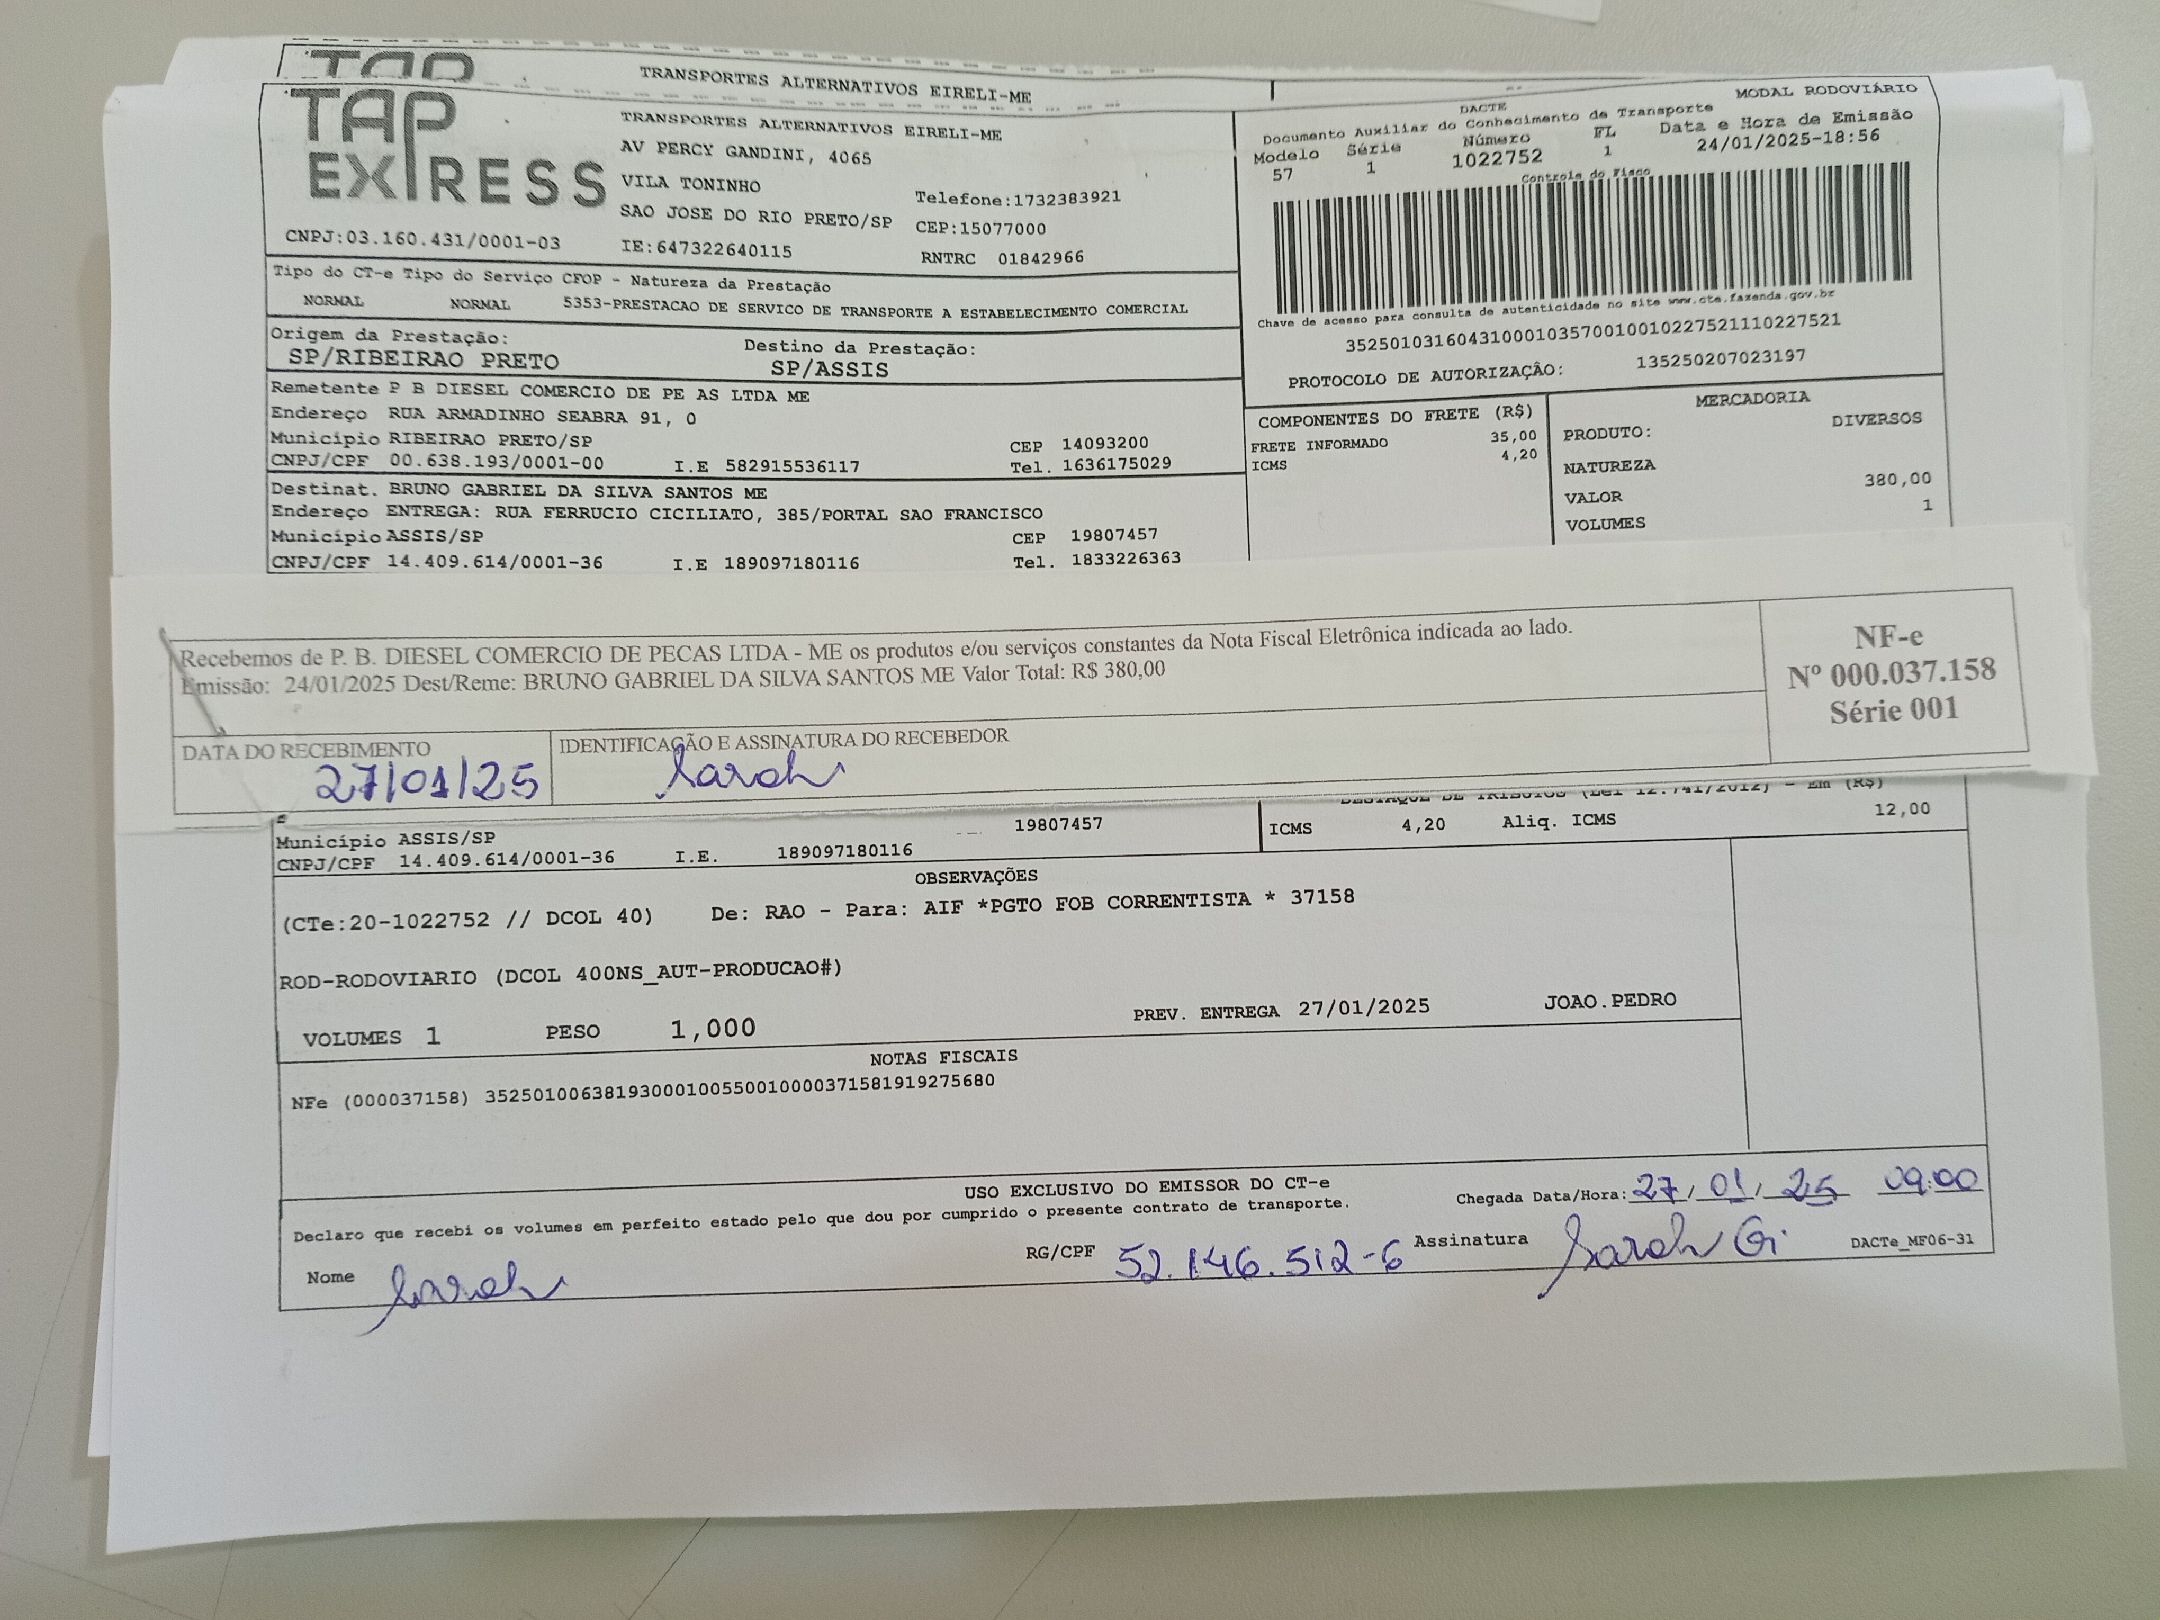 TAP
TRANSPORTES ALTERNATIVOS EIRELI-ME
TAP EXPRESS
TRANSPORTES ALTERNATIVOS EIRELI-ME
AV PERCY GANDINI, 4065
VILA TONINHO
Telefone:1732383921
SAO JOSE DO RIO PRETO/SP CEP:15077000
CNPJ:03.160.431/0001-03 IE:647322640115 RNTRC 01842966
MODAL RODOVIÁRIO
DACTE
Documento Auxiliar do Conhecimento de Transporte
Modelo Série Número FL Data e Hora de Emissão
57 1 1022752 1 24/01/2025-18:56
Controle do Fisco
Chave de acesso para consulta de autenticidade no site www.cte.fazenda.gov.br
35250103160431000103570010010227521110227521
PROTOCOLO DE AUTORIZAÇÃO: 135250207023197
Tipo do CT-e Tipo do Serviço CFOP - Natureza da Prestação
NORMAL NORMAL 5353-PRESTACAO DE SERVICO DE TRANSPORTE A ESTABELECIMENTO COMERCIAL
Origem da Prestação: Destino da Prestação:
SP/RIBEIRAO PRETO SP/ASSIS
Remetente P B DIESEL COMERCIO DE PE AS LTDA ME
Endereço RUA ARMADINHO SEABRA 91, 0
Município RIBEIRAO PRETO/SP CEP 14093200
CNPJ/CPF 00.638.193/0001-00 I.E 582915536117 Tel. 1636175029
Destinat. BRUNO GABRIEL DA SILVA SANTOS ME
Endereço ENTREGA: RUA FERRUCIO CICILIATO, 385/PORTAL SAO FRANCISCO
Município ASSIS/SP CEP 19807457
CNPJ/CPF 14.409.614/0001-36 I.E 189097180116 Tel. 1833226363
COMPONENTES DO FRETE (R$)
FRETE INFORMADO 35,00
ICMS 4,20
MERCADORIA
PRODUTO: DIVERSOS
NATUREZA
VALOR 380,00
VOLUMES 1
Recebemos de P. B. DIESEL COMERCIO DE PECAS LTDA - ME os produtos e/ou serviços constantes da Nota Fiscal Eletrônica indicada ao lado.
Emissão: 24/01/2025 Dest/Reme: BRUNO GABRIEL DA SILVA SANTOS ME Valor Total: R$ 380,00
NF-e
Nº 000.037.158
Série 001
DATA DO RECEBIMENTO IDENTIFICAÇÃO E ASSINATURA DO RECEBEDOR
27/01/25 Sarah
DESTAQUE DE TRIBUTOS (Lei 12.741/2012) - Em (R$)
Município ASSIS/SP 19807457
CNPJ/CPF 14.409.614/0001-36 I.E. 189097180116
ICMS 4,20 Aliq. ICMS 12,00
OBSERVAÇÕES
(CTe:20-1022752 // DCOL 40) De: RAO - Para: AIF *PGTO FOB CORRENTISTA * 37158
ROD-RODOVIARIO (DCOL 400NS_AUT-PRODUCAO#)
VOLUMES 1 PESO 1,000 PREV. ENTREGA 27/01/2025 JOAO.PEDRO
NOTAS FISCAIS
NFe (000037158) 35250100638193000100550010000371581919275680
USO EXCLUSIVO DO EMISSOR DO CT-e
Declaro que recebi os volumes em perfeito estado pelo que dou por cumprido o presente contrato de transporte.
Chegada Data/Hora: 27/01/25 09:00
Nome Sarah RG/CPF 52.146.512-6 Assinatura Sarah G. DACTe_MF06-31